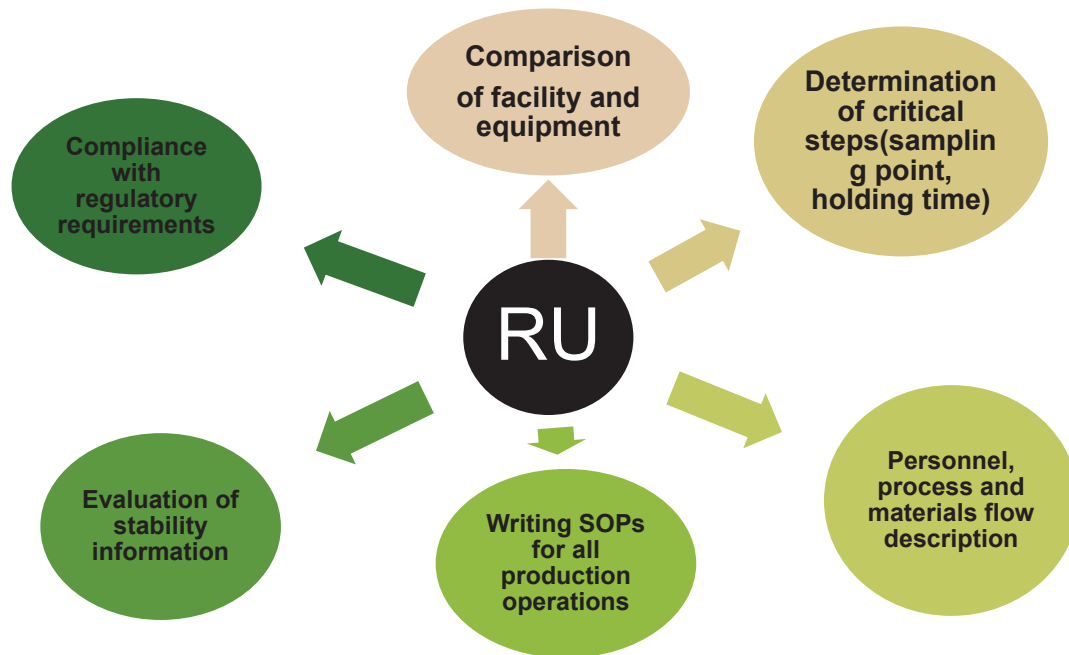 Comparison
of facility and
equipment
Determination
of critical
steps(samplin
g point,
holding time)
Compliance
with
regulatory
requirements
RU
Personnel,
process and
materials flow
description
Evaluation of
stability
information
Writing SOPs
for all
production
operations